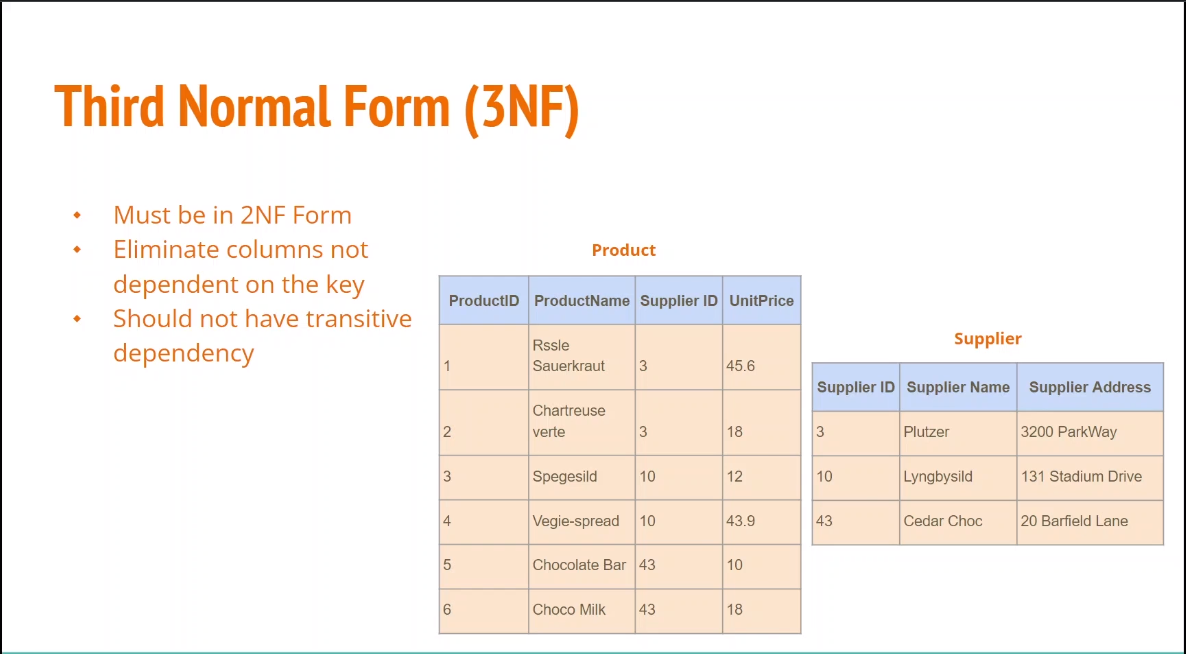 Third Normal Form (3NF)
Must be in 2NF Form
Eliminate columns not
dependent on the key
Should not have transitive
dependency
Product
ProductID ProductName Supplier ID UnitPrice
1 Rssle Sauerkraut 3 45.6
2 Chartreuse verte 3 18
3 Spegesild 10 12
4 Vegie-spread 10 43.9
5 Chocolate Bar 43 10
6 Choco Milk 43 18
Supplier
Supplier ID Supplier Name Supplier Address
3 Plutzer 3200 ParkWay
10 Lyngbysild 131 Stadium Drive
43 Cedar Choc 20 Barfield Lane